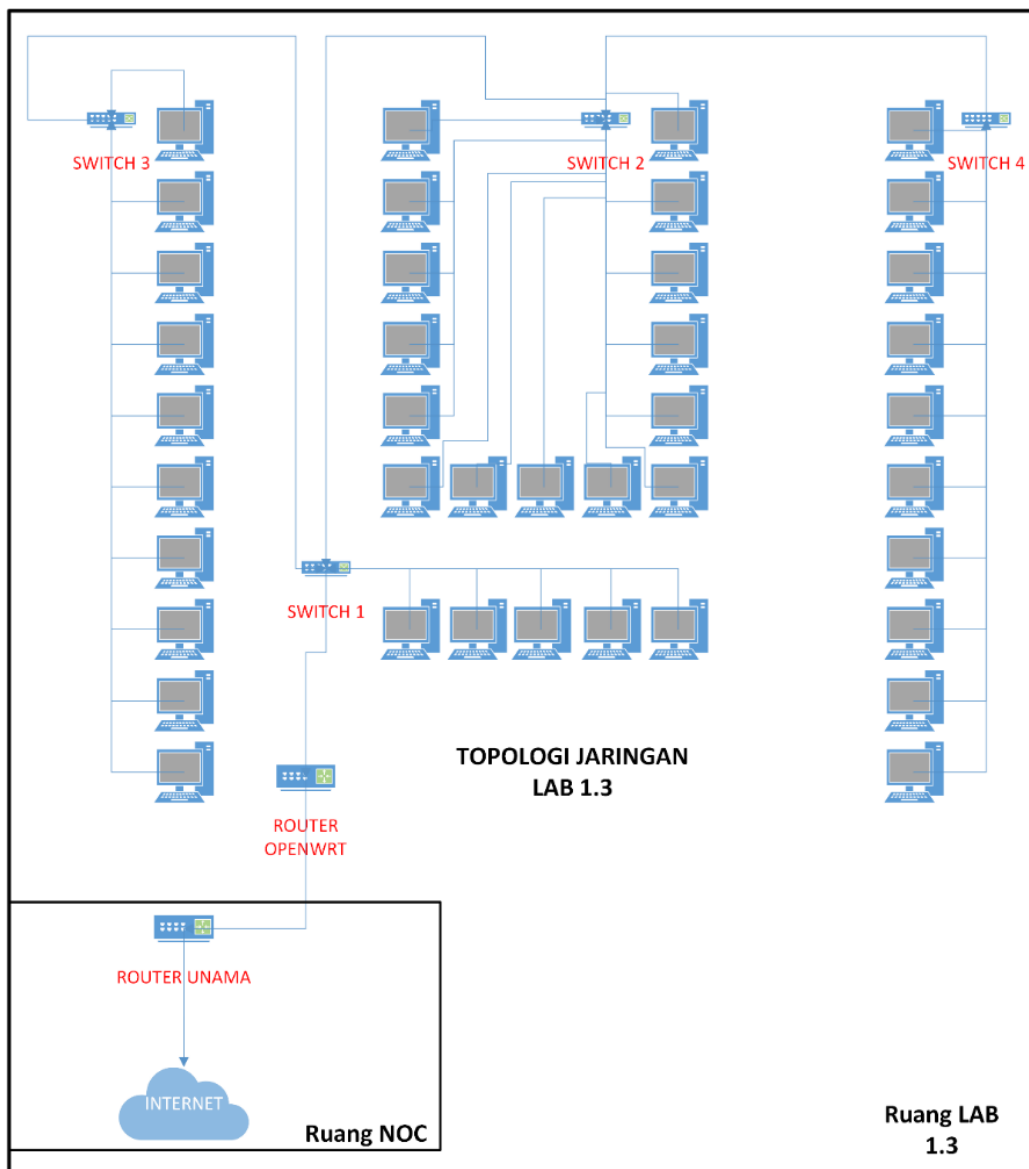 SWITCH 3
SWITCH 2
SWITCH 4
SWITCH 1
TOPOLOGI JARINGAN
LAB 1.3
ROUTER
OPENWRT
ROUTER UNAMA
INTERNET
Ruang NOC
Ruang LAB
1.3